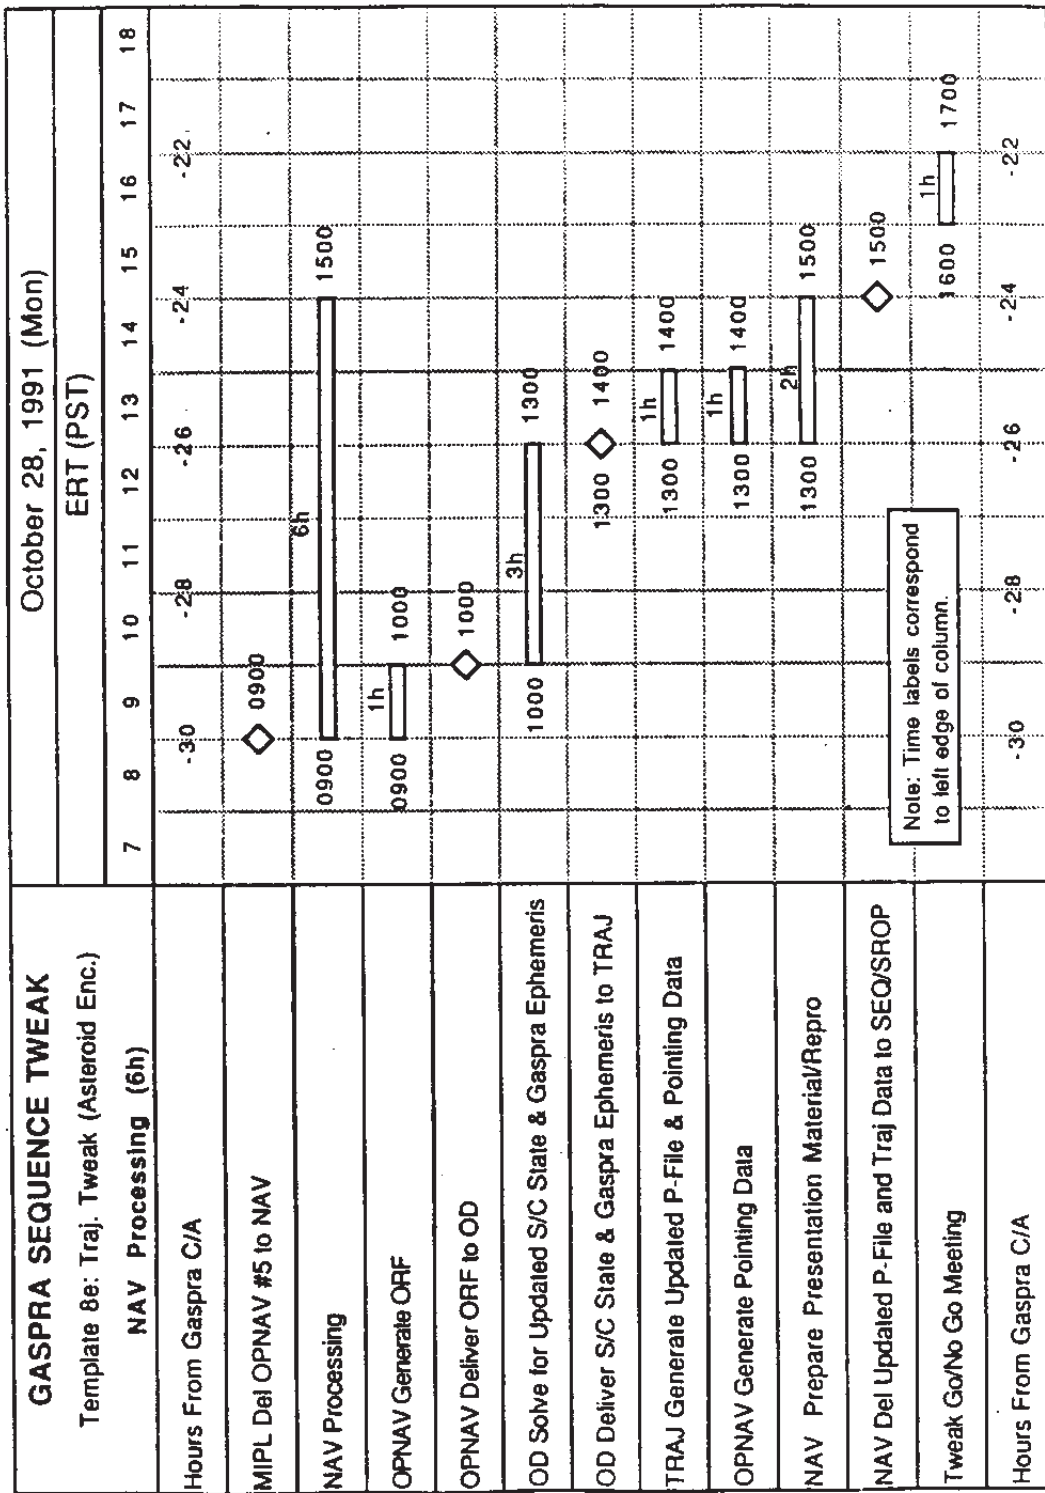 GASPRA SEQUENCE TWEAK
Template 8e: Traj. Tweak (Asteroid Enc.)
NAV Processing (6h)
October 28, 1991 (Mon)
ERT (PST)
7 8 9 10 11 12 13 14 15 16 17 18
Hours From Gaspra C/A -30 -28 -26 -24 -22
MIPL Del OPNAV #5 to NAV 0900
NAV Processing 0900 6h 1500
OPNAV Generate ORF 0900 1h 1000
OPNAV Deliver ORF to OD 1000
OD Solve for Updated S/C State & Gaspra Ephemeris 1000 3h 1300
OD Deliver S/C State & Gaspra Ephemeris to TRAJ 1300 1400
TRAJ Generate Updated P-File & Pointing Data 1300 1h 1400
OPNAV Generate Pointing Data 1300 1h 1400
NAV Prepare Presentation Material/Repro 1300 2h 1500
NAV Del Updated P-File and Traj Data to SEQ/SROP 1500
Tweak Go/No Go Meeting 1600 1h 1700
Note: Time labels correspond
to left edge of column.
Hours From Gaspra C/A -30 -28 -26 -24 -22